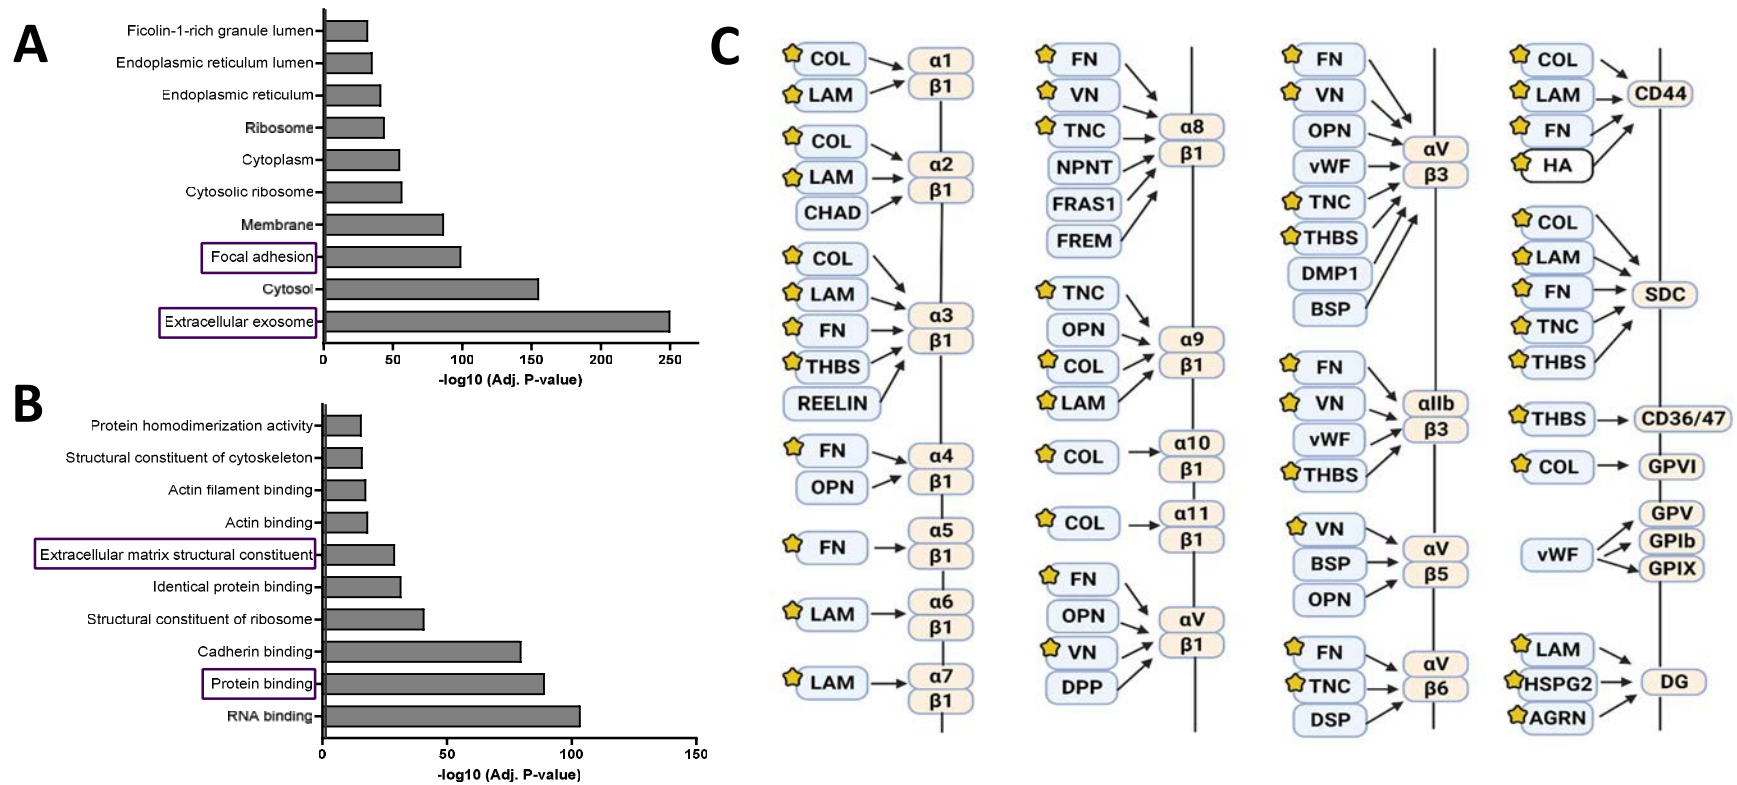 A
Ficolin-1-rich granule lumen
Endoplasmic reticulum lumen
Endoplasmic reticulum
Ribosome
Cytoplasm
Cytosolic ribosome
Membrane
Focal adhesion
Cytosol
Extracellular exosome
0 50 100 150 200 250
-log10 (Adj. P-value)
B
Protein homodimerization activity
Structural constituent of cytoskeleton
Actin filament binding
Actin binding
Extracellular matrix structural constituent
Identical protein binding
Structural constituent of ribosome
Cadherin binding
Protein binding
RNA binding
0 50 100 150
-log10 (Adj. P-value)
C
COL
LAM
α1
β1
COL
LAM
CHAD
α2
β1
COL
LAM
FN
THBS
REELIN
α3
β1
FN
OPN
α4
β1
FN
α5
β1
LAM
α6
β1
LAM
α7
β1
FN
VN
TNC
NPNT
FRAS1
FREM
α8
β1
TNC
OPN
COL
LAM
α9
β1
COL
α10
β1
COL
α11
β1
FN
OPN
VN
DPP
αV
β1
FN
VN
OPN
vWF
TNC
THBS
DMP1
BSP
αV
β3
FN
VN
vWF
THBS
αIIb
β3
VN
BSP
OPN
αV
β5
FN
TNC
DSP
αV
β6
COL
LAM
FN
HA
CD44
COL
LAM
FN
TNC
THBS
SDC
THBS
CD36/47
COL
GPVI
vWF
GPV
GPIb
GPIX
LAM
HSPG2
AGRN
DG